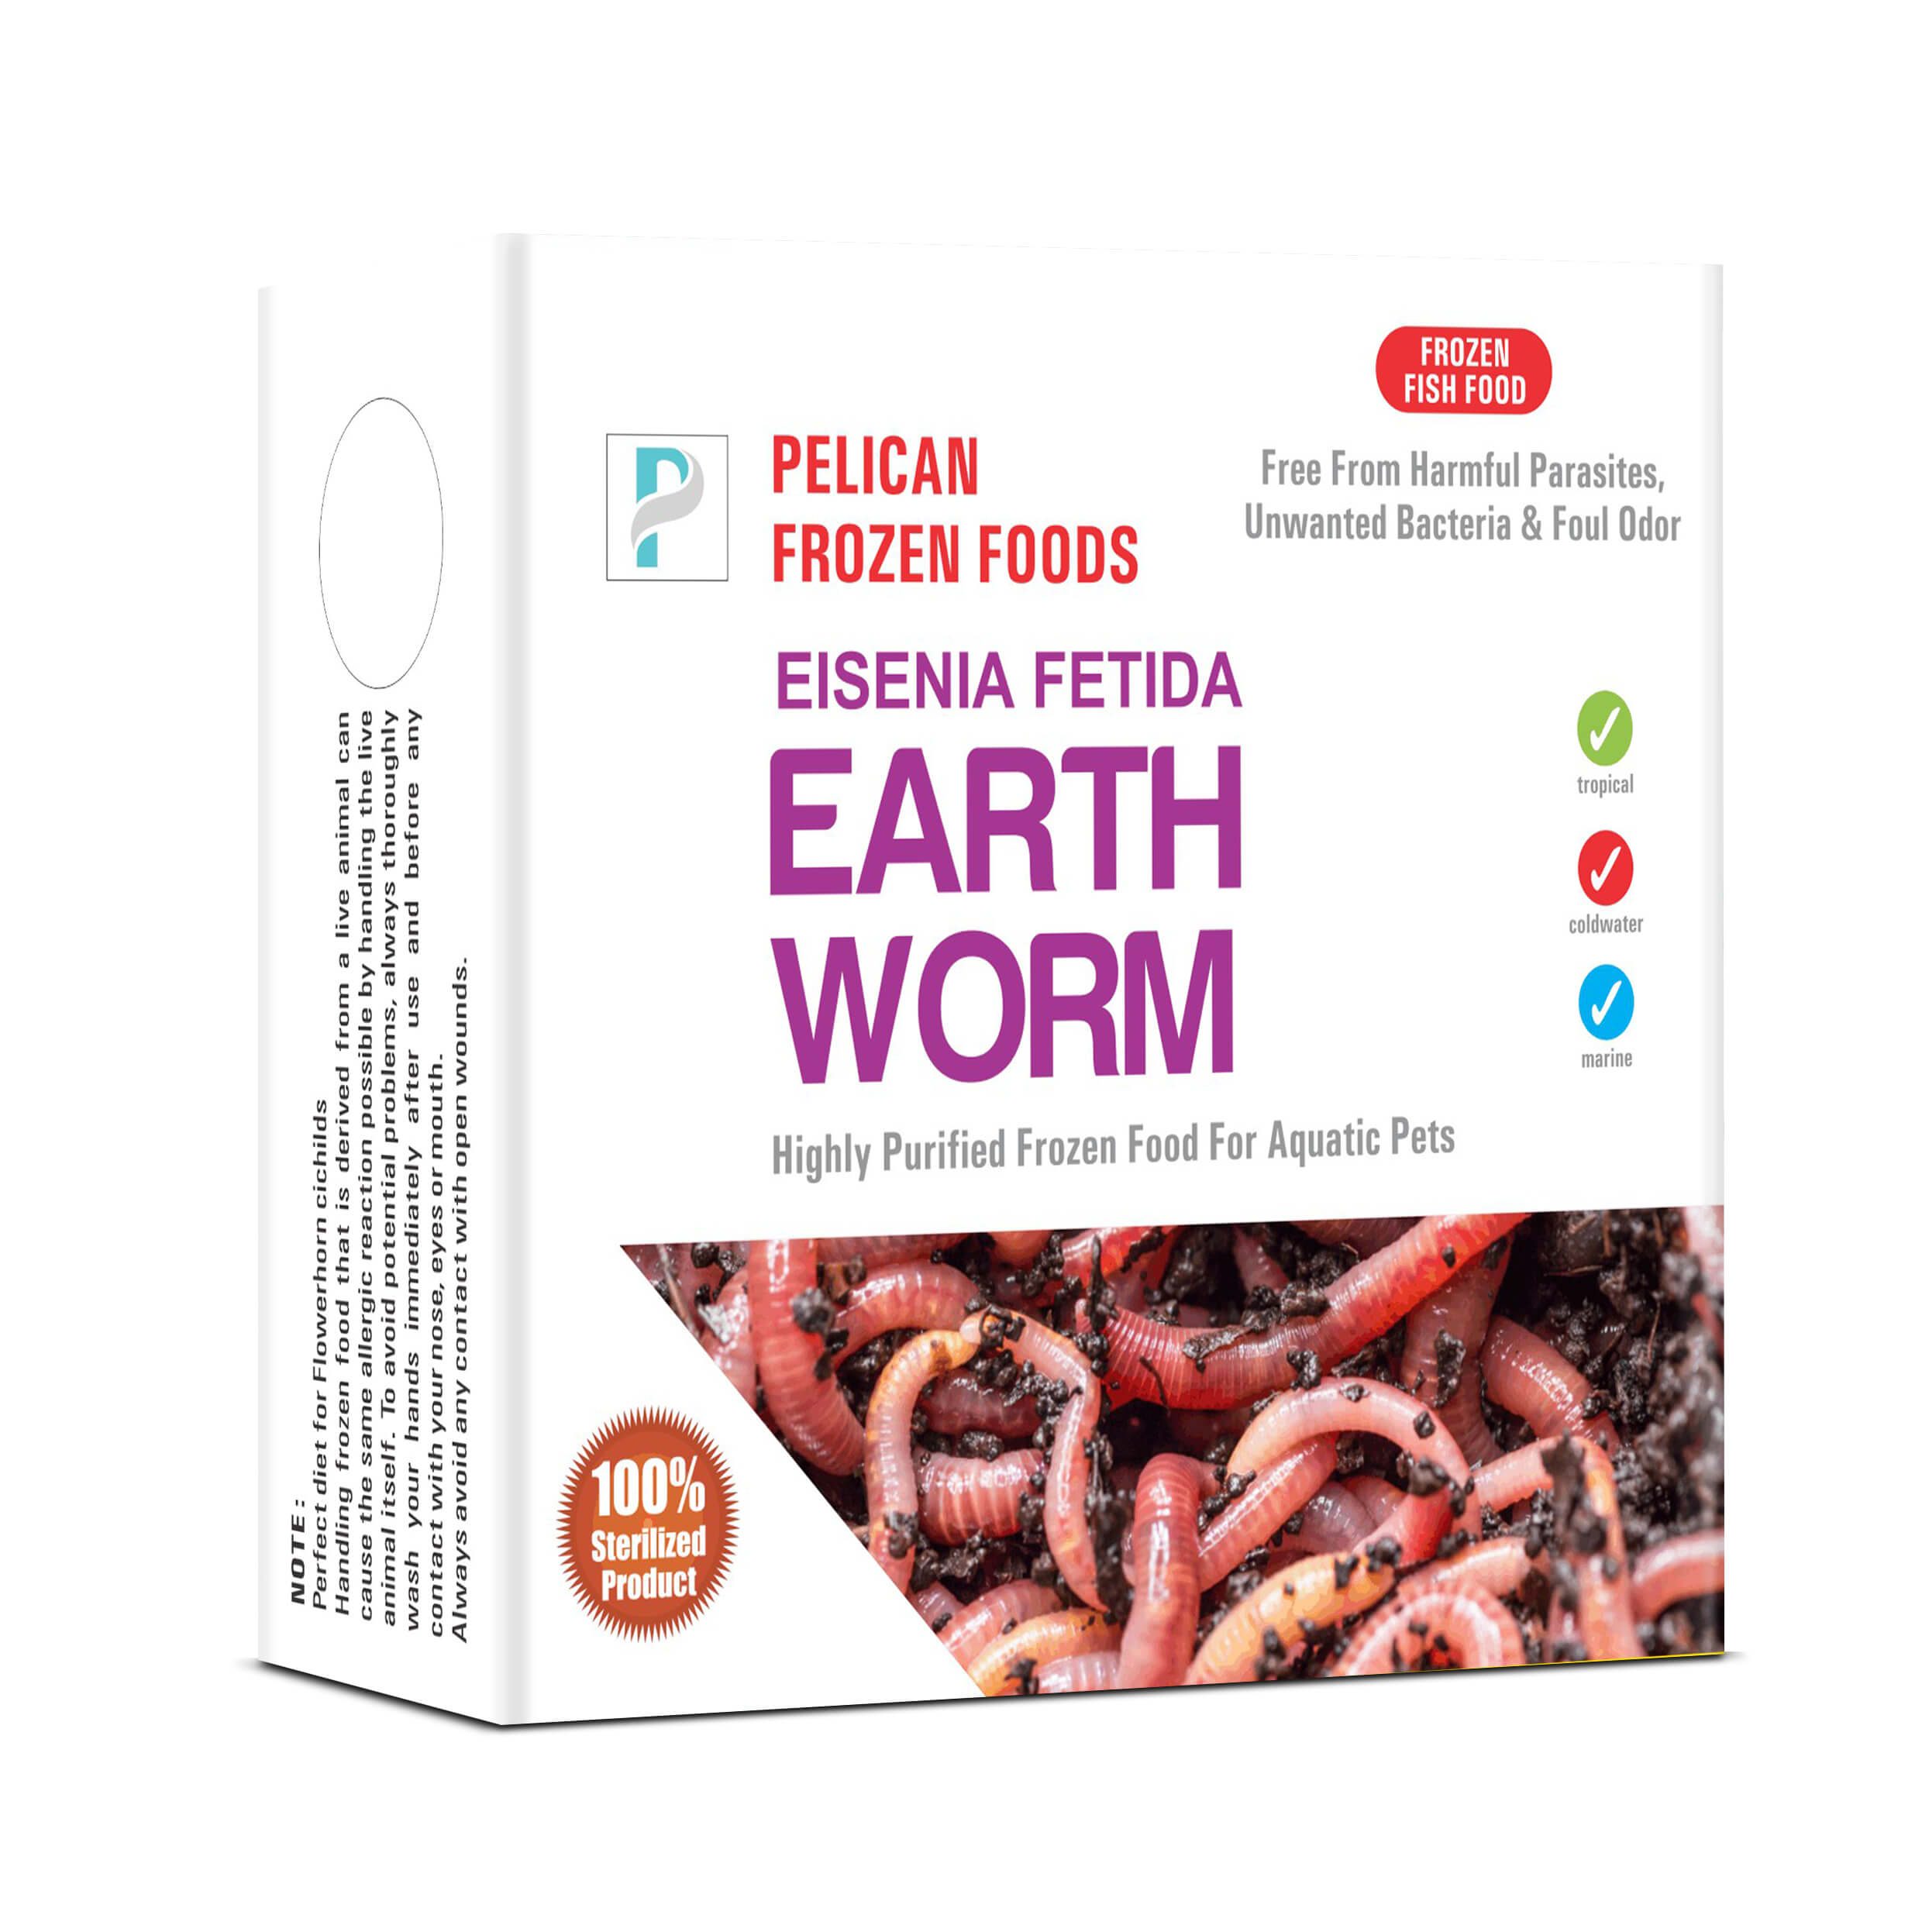 NOTE:
Perfect diet for Flowerhorn cichilds
Handling frozen food that is derived from a live animal can
cause the same allergic reaction possible by handling the live
animal itself. To avoid potential problems, always thoroughly
wash your hands immediately after use and before any
contact with your nose, eyes or mouth.
Always avoid any contact with open wounds.
P
PELICAN
FROZEN FOODS
FROZEN
FISH FOOD
Free From Harmful Parasites,
Unwanted Bacteria & Foul Odor
EISENIA FETIDA
EARTH
WORM
tropical
coldwater
marine
Highly Purified Frozen Food For Aquatic Pets
100%
Sterilized
Product